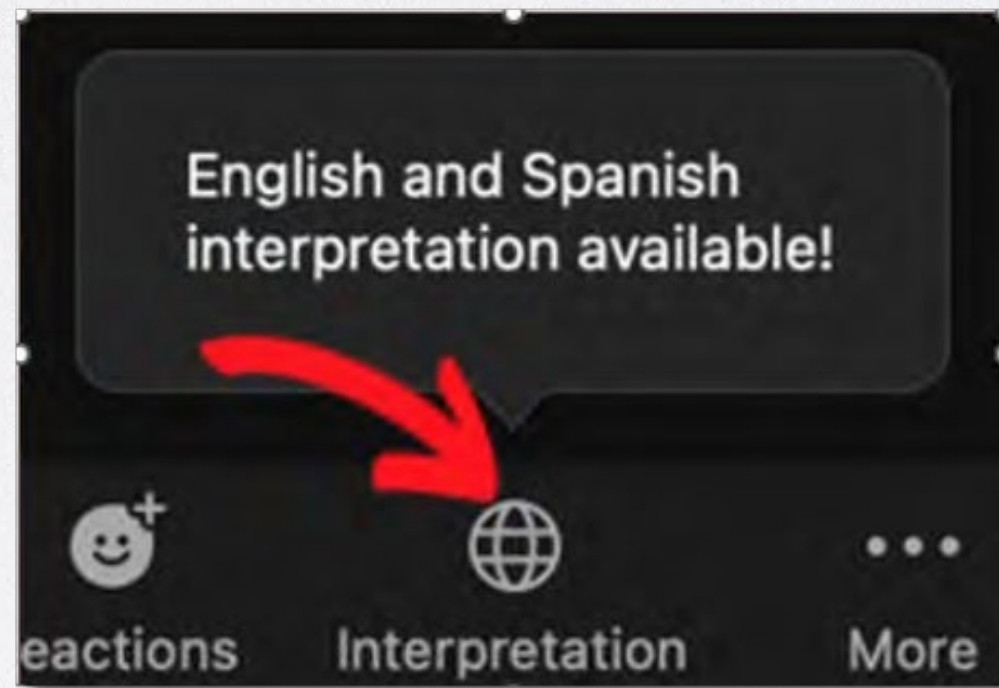 English and Spanish
interpretation available!
eactions
Interpretation
More